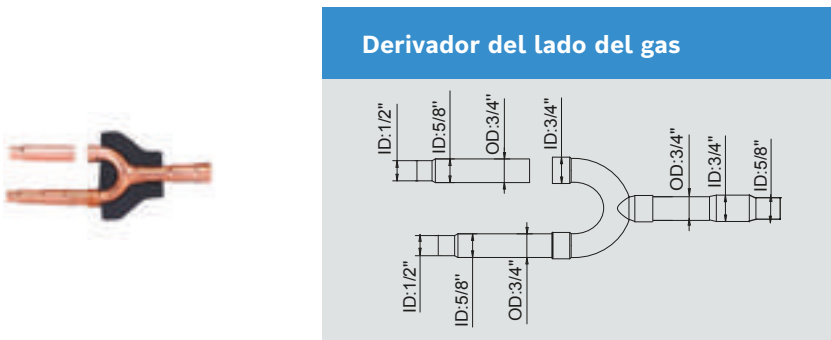 Derivador del lado del gas
ID:1/2"
ID:5/8"
OD:3/4"
ID:3/4"
OD:3/4"
ID:3/4"
ID:5/8"
ID:1/2"
ID:5/8"
OD:3/4"